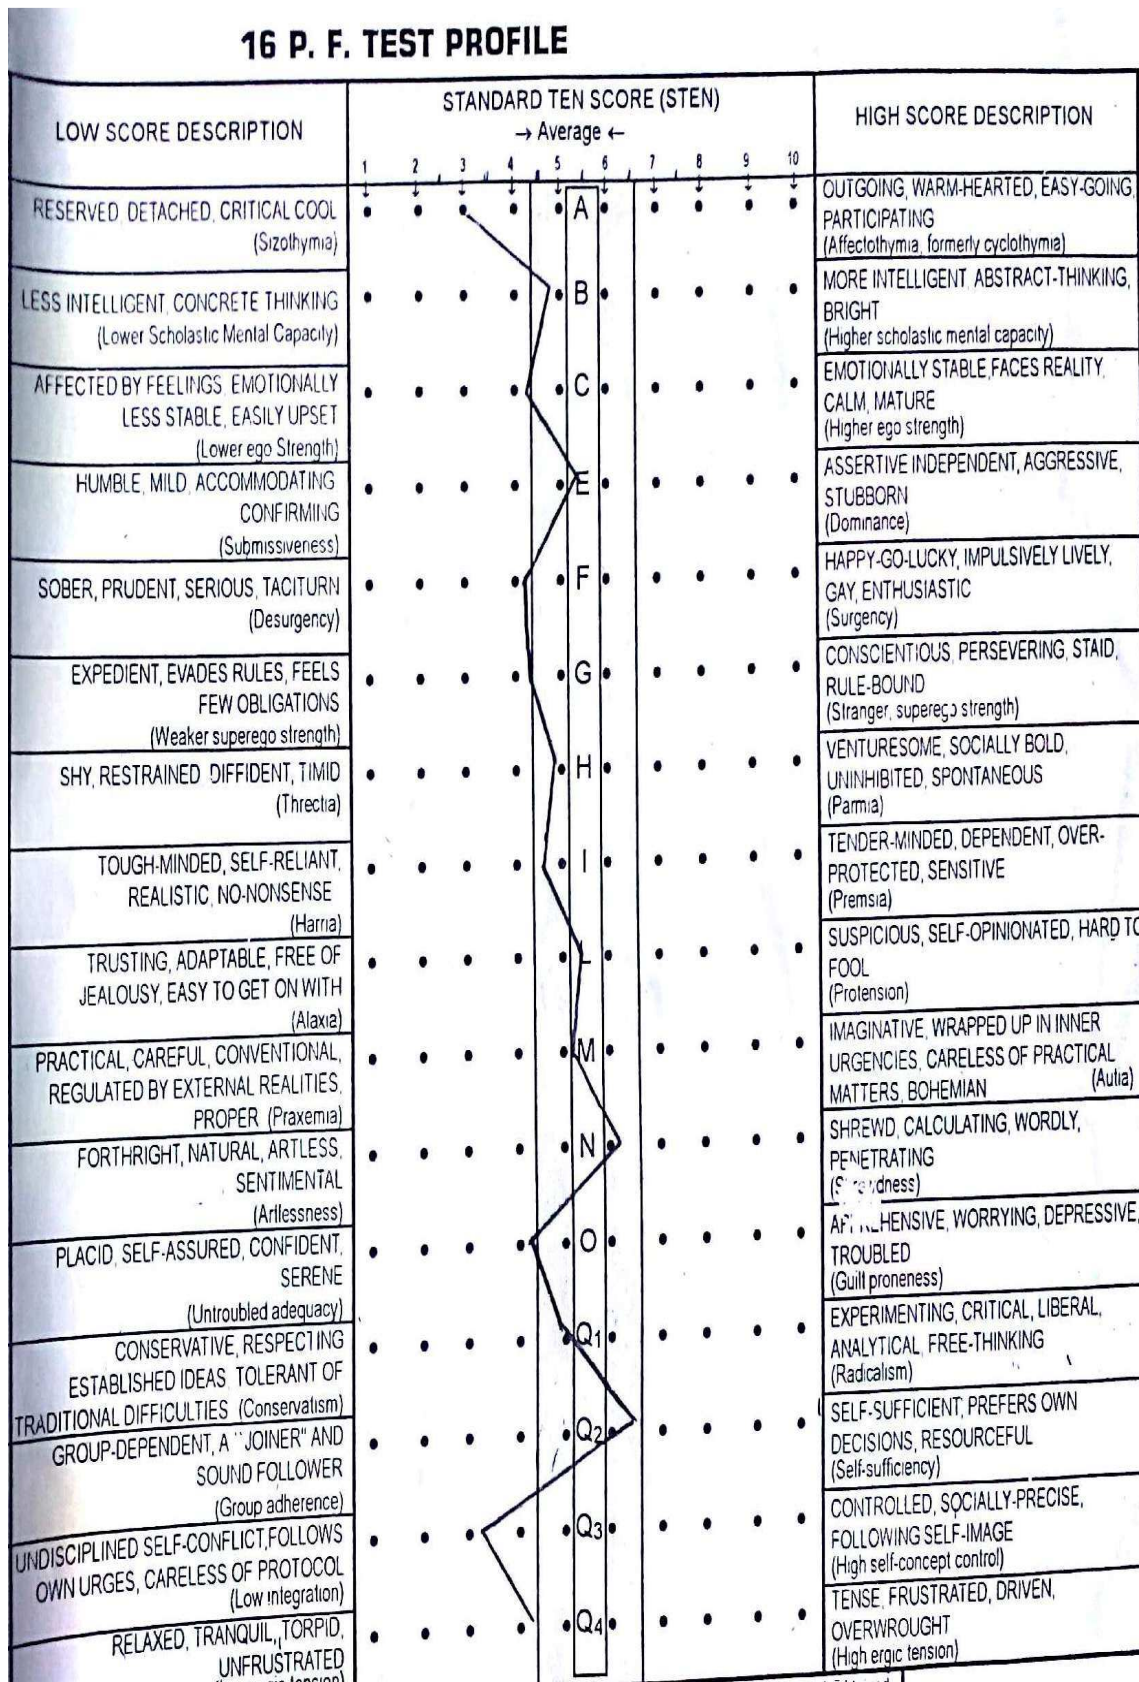 16 P. F. TEST PROFILE
LOW SCORE DESCRIPTION
STANDARD TEN SCORE (STEN)
→ Average ←
1 2 3 4 5 6 7 8 9 10
HIGH SCORE DESCRIPTION
RESERVED, DETACHED, CRITICAL COOL
(Sizothymia)
A
OUTGOING, WARM-HEARTED, EASY-GOING,
PARTICIPATING
(Affectothymia, formerly cyclothymia)
LESS INTELLIGENT, CONCRETE THINKING
(Lower Scholastic Mental Capacity)
B
MORE INTELLIGENT ABSTRACT-THINKING,
BRIGHT
(Higher scholastic mental capacity)
AFFECTED BY FEELINGS, EMOTIONALLY
LESS STABLE, EASILY UPSET
(Lower ego Strength)
C
EMOTIONALLY STABLE, FACES REALITY,
CALM, MATURE
(Higher ego strength)
HUMBLE, MILD, ACCOMMODATING
CONFIRMING
(Submissiveness)
E
ASSERTIVE INDEPENDENT, AGGRESSIVE,
STUBBORN
(Dominance)
SOBER, PRUDENT, SERIOUS, TACITURN
(Desurgency)
F
HAPPY-GO-LUCKY, IMPULSIVELY LIVELY,
GAY, ENTHUSIASTIC
(Surgency)
EXPEDIENT, EVADES RULES, FEELS
FEW OBLIGATIONS
(Weaker superego strength)
G
CONSCIENTIOUS, PERSEVERING, STAID,
RULE-BOUND
(Stranger, superego strength)
SHY, RESTRAINED DIFFIDENT, TIMID
(Threctia)
H
VENTURESOME, SOCIALLY BOLD,
UNINHIBITED, SPONTANEOUS
(Parmia)
TOUGH-MINDED, SELF-RELIANT,
REALISTIC, NO-NONSENSE
(Harria)
I
TENDER-MINDED, DEPENDENT, OVER-
PROTECTED, SENSITIVE
(Premsia)
TRUSTING, ADAPTABLE, FREE OF
JEALOUSY, EASY TO GET ON WITH
(Alaxia)
L
SUSPICIOUS, SELF-OPINIONATED, HARD TO
FOOL
(Protension)
PRACTICAL, CAREFUL, CONVENTIONAL,
REGULATED BY EXTERNAL REALITIES,
PROPER (Praxemia)
M
IMAGINATIVE, WRAPPED UP IN INNER
URGENCIES, CARELESS OF PRACTICAL
MATTERS, BOHEMIAN (Autia)
FORTHRIGHT, NATURAL, ARTLESS,
SENTIMENTAL
(Artlessness)
N
SHREWD, CALCULATING, WORDLY,
PENETRATING
PLACID, SELF-ASSURED, CONFIDENT,
SERENE
(Untroubled adequacy)
O
WORRYING, DEPRESSIVE,
TROUBLED
(Guilt proneness)
CONSERVATIVE, RESPECTING
ESTABLISHED IDEAS, TOLERANT OF
TRADITIONAL DIFFICULTIES (Conservatism)
Q1
EXPERIMENTING, CRITICAL, LIBERAL,
ANALYTICAL, FREE-THINKING
(Radicalism)
GROUP-DEPENDENT, A "JOINER" AND
SOUND FOLLOWER
(Group adherence)
Q2
SELF-SUFFICIENT, PREFERS OWN
DECISIONS, RESOURCEFUL
(Self-sufficiency)
UNDISCIPLINED SELF-CONFLICT, FOLLOWS
OWN URGES, CARELESS OF PROTOCOL
(Low integration)
Q3
CONTROLLED, SOCIALLY-PRECISE,
FOLLOWING SELF-IMAGE
(High self-concept control)
RELAXED, TRANQUIL, TORPID,
UNFRUSTRATED
Q4
TENSE, FRUSTRATED, DRIVEN,
OVERWROUGHT
(High ergic tension)